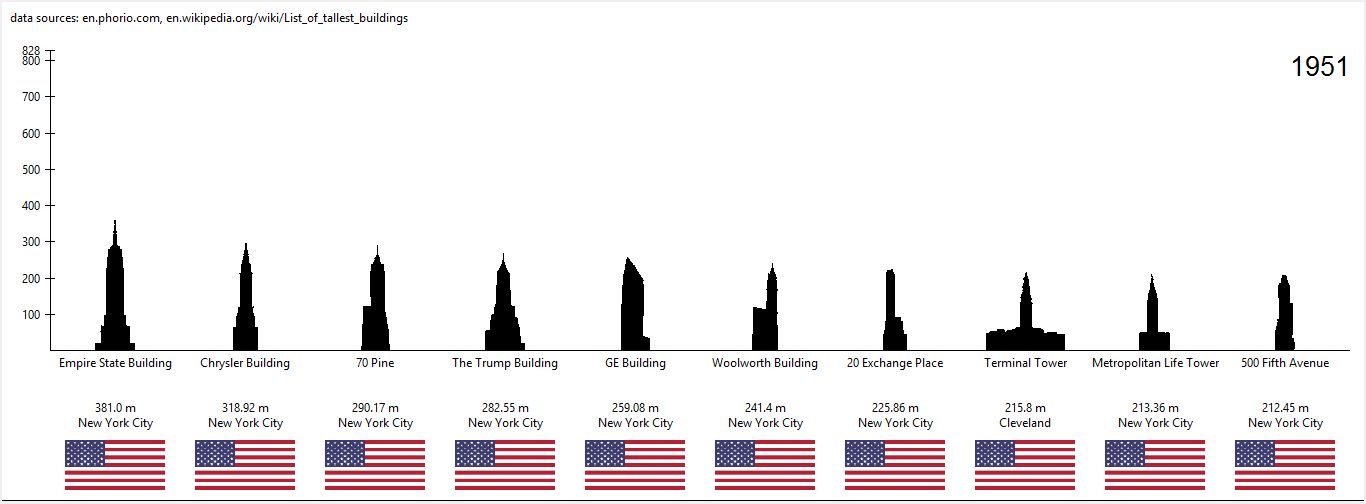 data sources: en.phorio.com, en.wikipedia.org/wiki/List_of_tallest_buildings
828
800
1951
700
600
500
400
300
200
100
Empire State Building Chrysler Building 70 Pine The Trump Building GE Building Woolworth Building 20 Exchange Place Terminal Tower Metropolitan Life Tower 500 Fifth Avenue
381.0 m 318.92 m 290.17 m 282.55 m 259.08 m 241.4 m 225.86 m 215.8 m 213.36 m 212.45 m
New York City New York City New York City New York City New York City New York City New York City Cleveland New York City New York City